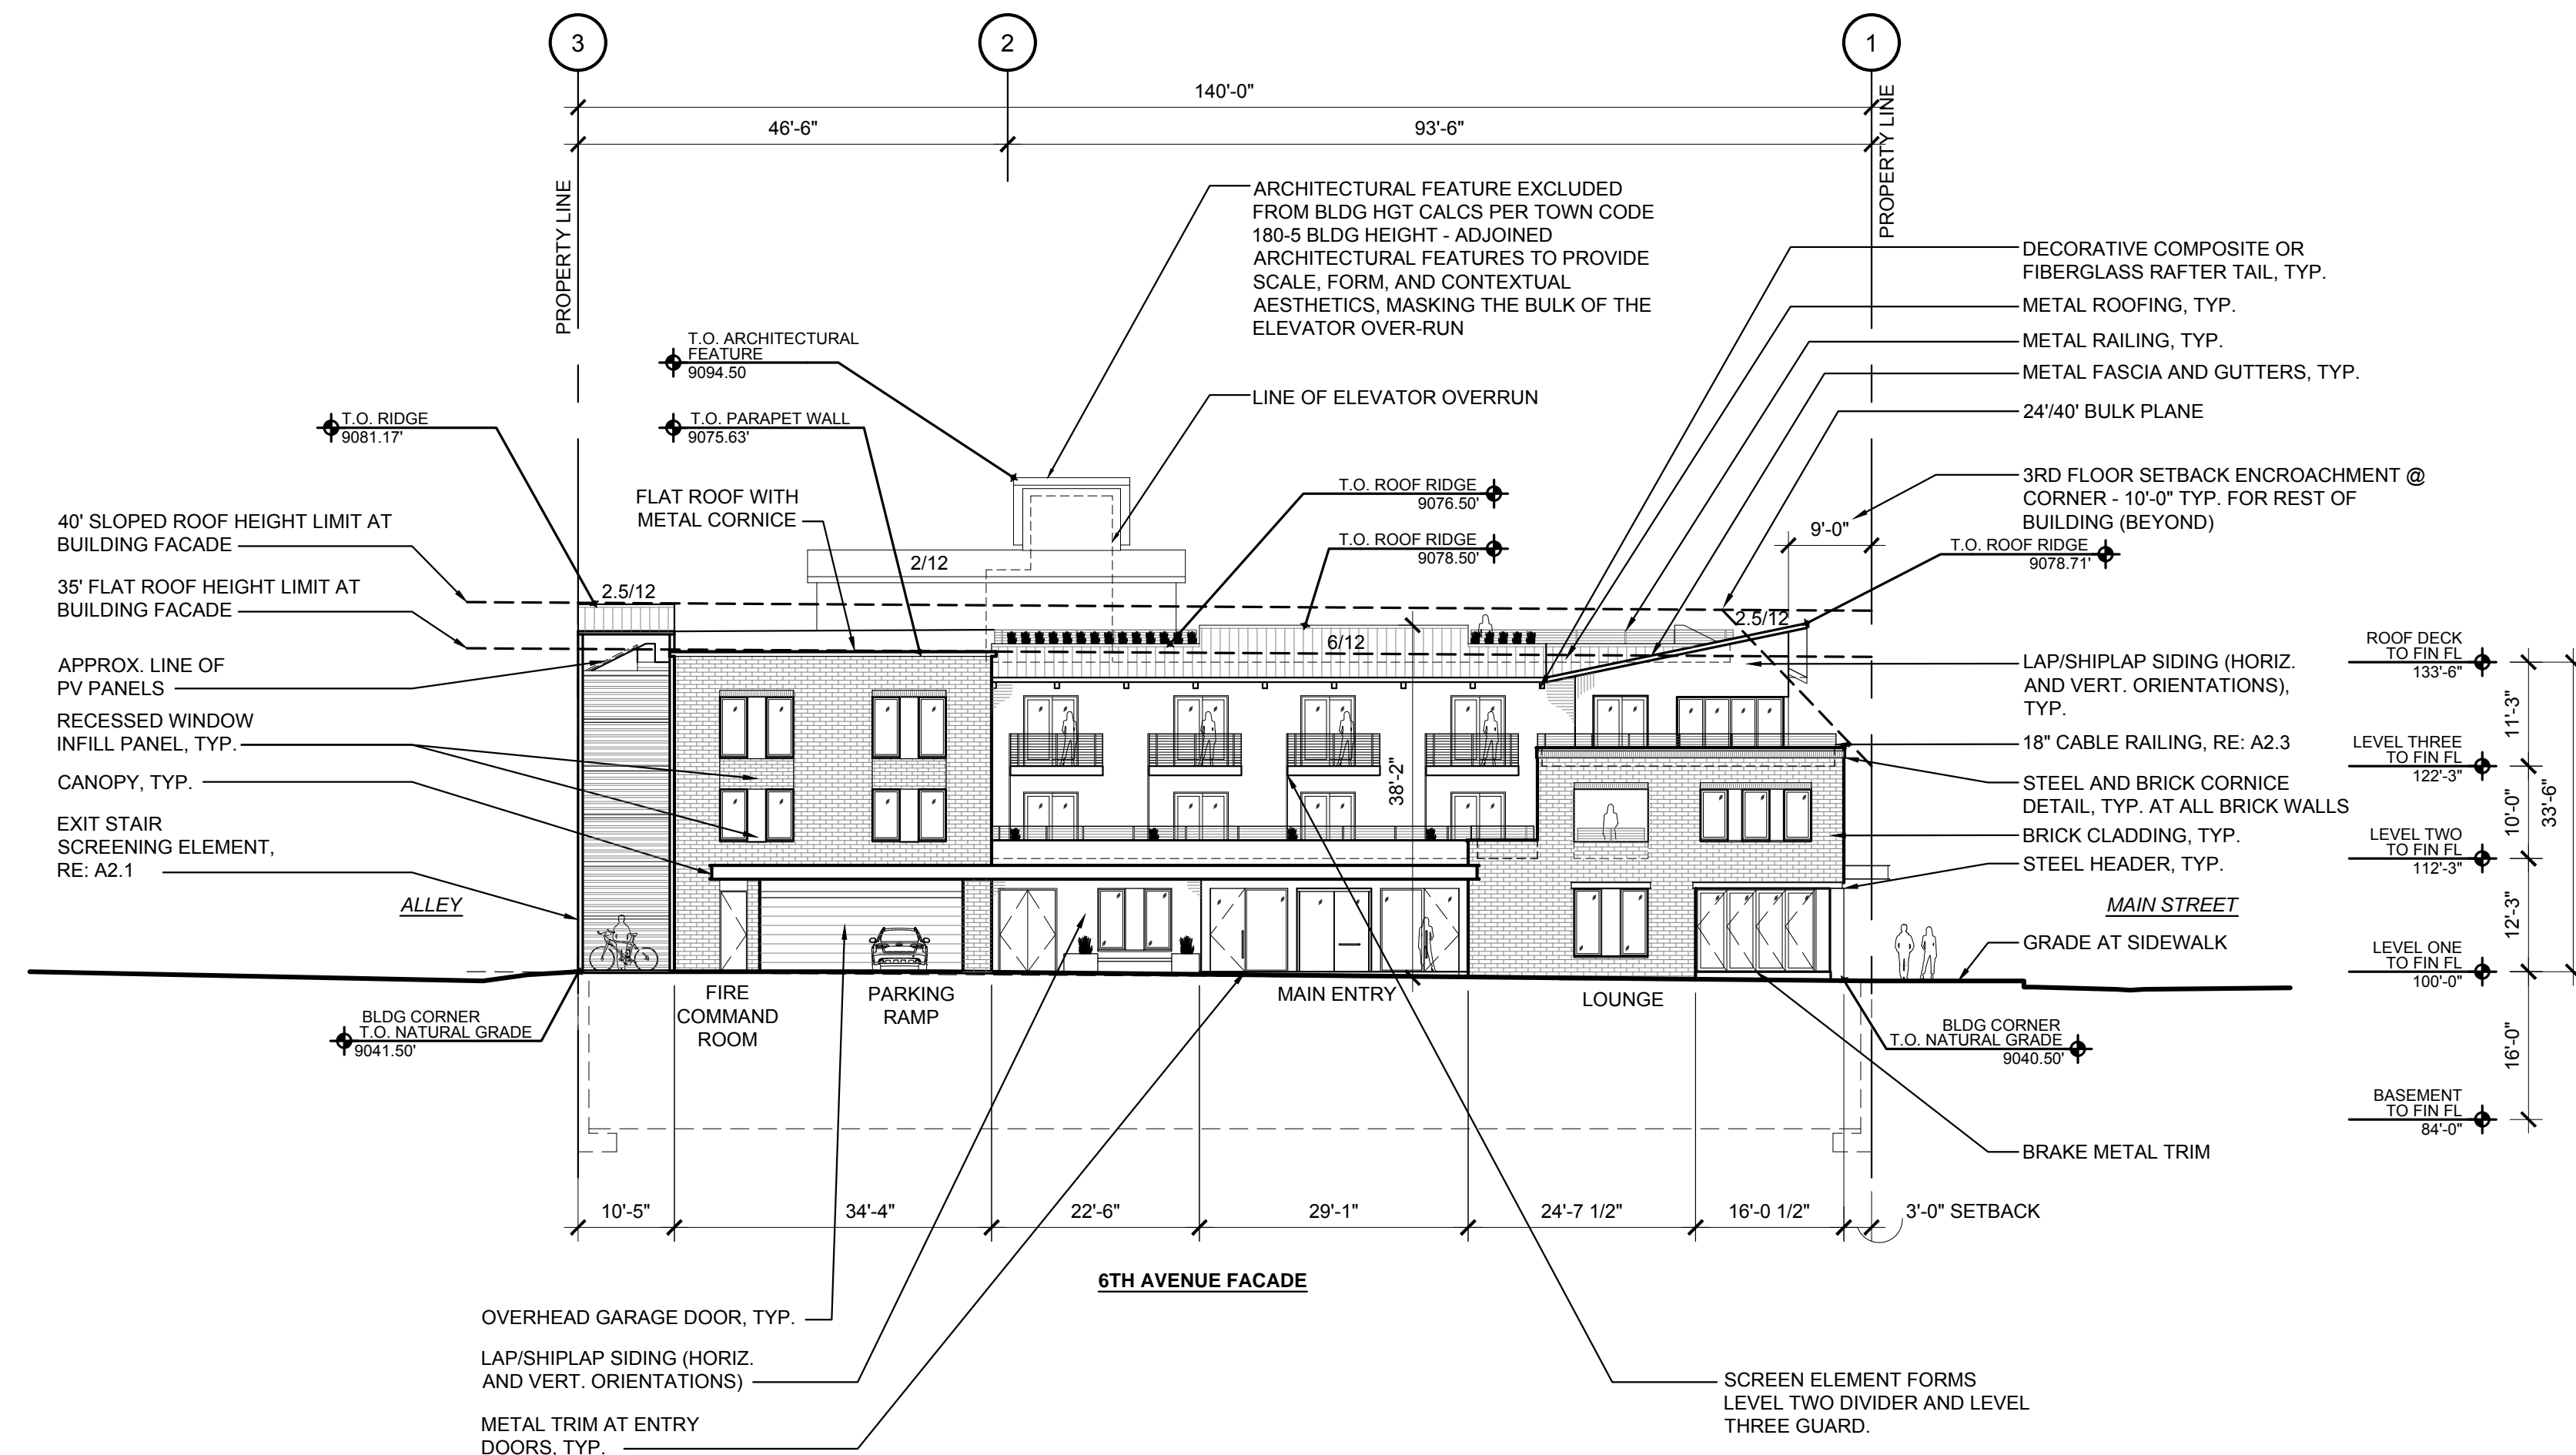 3
2
1
140'-0"
46'-6"
93'-6"
PROPERTY LINE
PROPERTY LINE
ARCHITECTURAL FEATURE EXCLUDED
FROM BLDG HGT CALCS PER TOWN CODE
180-5 BLDG HEIGHT - ADJOINED
ARCHITECTURAL FEATURES TO PROVIDE
SCALE, FORM, AND CONTEXTUAL
AESTHETICS, MASKING THE BULK OF THE
ELEVATOR OVER-RUN
LINE OF ELEVATOR OVERRUN
T.O. ARCHITECTURAL
FEATURE
9094.50
T.O. RIDGE
9081.17'
T.O. PARAPET WALL
9075.63'
FLAT ROOF WITH
METAL CORNICE
T.O. ROOF RIDGE
9076.50'
T.O. ROOF RIDGE
9078.50'
DECORATIVE COMPOSITE OR
FIBERGLASS RAFTER TAIL, TYP.
METAL ROOFING, TYP.
METAL RAILING, TYP.
METAL FASCIA AND GUTTERS, TYP.
24'/40' BULK PLANE
3RD FLOOR SETBACK ENCROACHMENT @
CORNER - 10'-0" TYP. FOR REST OF
BUILDING (BEYOND)
9'-0"
T.O. ROOF RIDGE
9078.71'
40' SLOPED ROOF HEIGHT LIMIT AT
BUILDING FACADE
35' FLAT ROOF HEIGHT LIMIT AT
BUILDING FACADE
APPROX. LINE OF
PV PANELS
RECESSED WINDOW
INFILL PANEL, TYP.
CANOPY, TYP.
EXIT STAIR
SCREENING ELEMENT,
RE: A2.1
ALLEY
2.5/12
2/12
6/12
2.5/12
38'-2"
LAP/SHIPLAP SIDING (HORIZ.
AND VERT. ORIENTATIONS),
TYP.
18" CABLE RAILING, RE: A2.3
STEEL AND BRICK CORNICE
DETAIL, TYP. AT ALL BRICK WALLS
BRICK CLADDING, TYP.
STEEL HEADER, TYP.
MAIN STREET
GRADE AT SIDEWALK
ROOF DECK
TO FIN FL
133'-6"
11'-3"
LEVEL THREE
TO FIN FL
122'-3"
10'-0"
33'-6"
LEVEL TWO
TO FIN FL
112'-3"
12'-3"
LEVEL ONE
TO FIN FL
100'-0"
16'-0"
BASEMENT
TO FIN FL
84'-0"
BLDG CORNER
T.O. NATURAL GRADE
9041.50'
FIRE
COMMAND
ROOM
PARKING
RAMP
MAIN ENTRY
LOUNGE
BLDG CORNER
T.O. NATURAL GRADE
9040.50'
BRAKE METAL TRIM
10'-5"
34'-4"
22'-6"
29'-1"
24'-7 1/2"
16'-0 1/2"
3'-0" SETBACK
6TH AVENUE FACADE
OVERHEAD GARAGE DOOR, TYP.
LAP/SHIPLAP SIDING (HORIZ.
AND VERT. ORIENTATIONS)
METAL TRIM AT ENTRY
DOORS, TYP.
SCREEN ELEMENT FORMS
LEVEL TWO DIVIDER AND LEVEL
THREE GUARD.